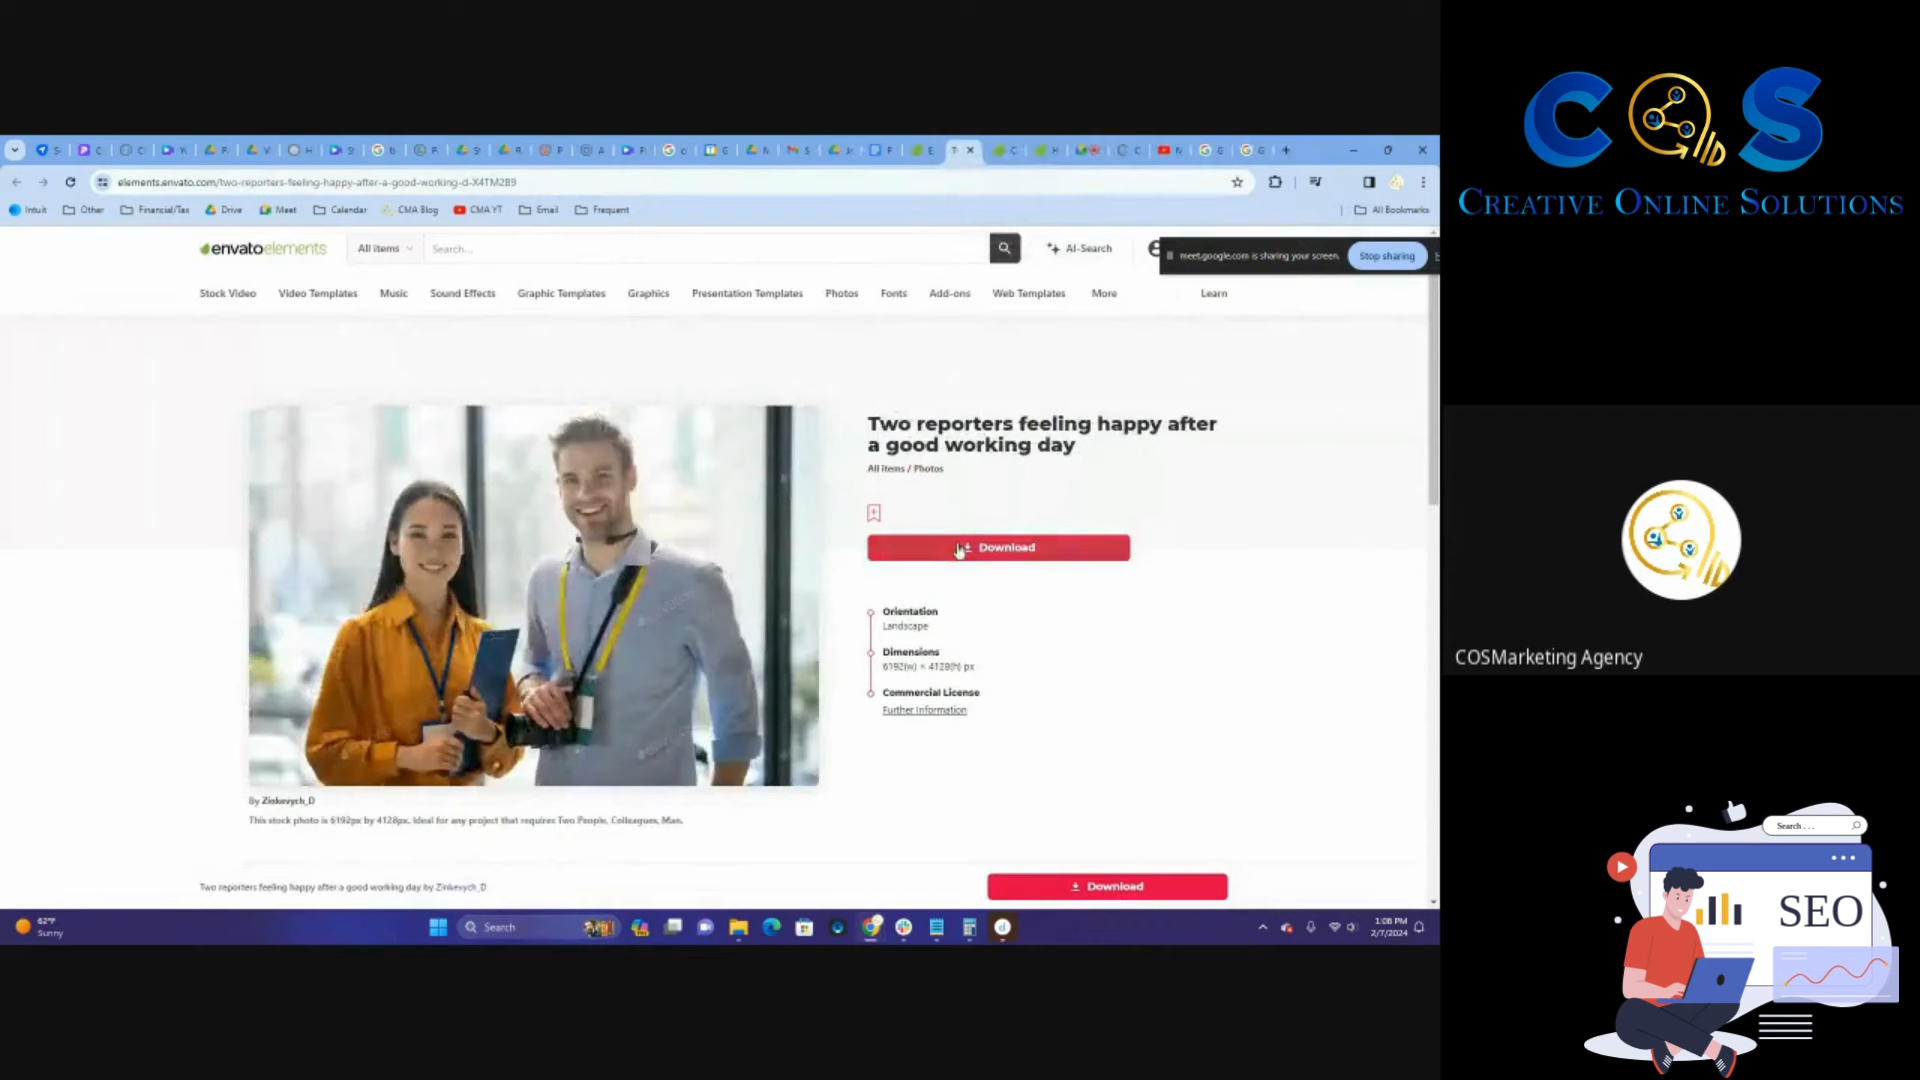 COS
CREATIVE ONLINE SOLUTIONS
elements.envato.com/two-reporters-feeling-happy-after-a-good-working-d-X4TM2B9
Intuit Other Financial/Tax Drive Meet Calendar CMA Blog CMA YT Email Frequent All Bookmarks
envatoelements All items Search... AI-Search
meet.google.com is sharing your screen. Stop sharing
Stock Video Video Templates Music Sound Effects Graphic Templates Graphics Presentation Templates Photos Fonts Add-ons Web Templates More Learn
Two reporters feeling happy after
a good working day
All items / Photos
Download
Orientation
Landscape
Dimensions
6192(w) × 4128(h) px
Commercial License
Further Information
By Zinkevych_D
This stock photo is 6192px by 4128px. Ideal for any project that requires Two People, Colleagues, Man.
Two reporters feeling happy after a good working day by Zinkevych_D
Download
62°F
Sunny
Search
1:06 PM
2/7/2024
COSMarketing Agency
Search . . .
SEO